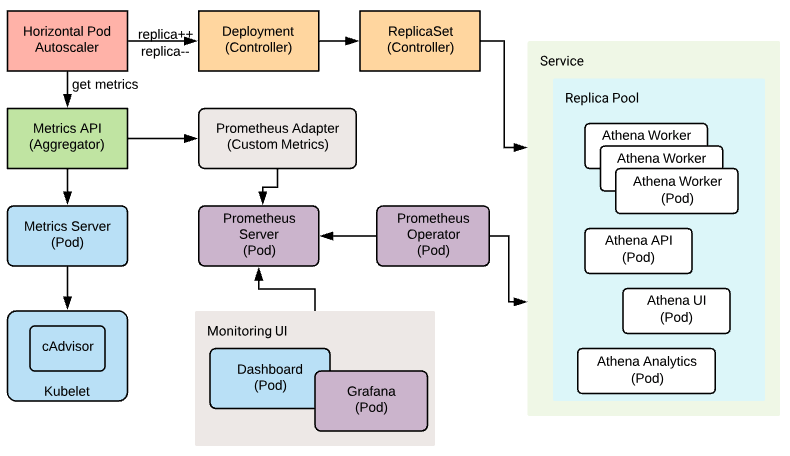 Horizontal Pod
Autoscaler
replica++
replica--
Deployment
(Controller)
ReplicaSet
(Controller)
get metrics
Metrics API
(Aggregator)
Prometheus Adapter
(Custom Metrics)
Metrics Server
(Pod)
Prometheus
Server
(Pod)
Prometheus
Operator
(Pod)
cAdvisor
Kubelet
Monitoring UI
Dashboard
(Pod)
Grafana
(Pod)
Service
Replica Pool
Athena Worker
Athena Worker
Athena Worker
(Pod)
Athena API
(Pod)
Athena UI
(Pod)
Athena Analytics
(Pod)